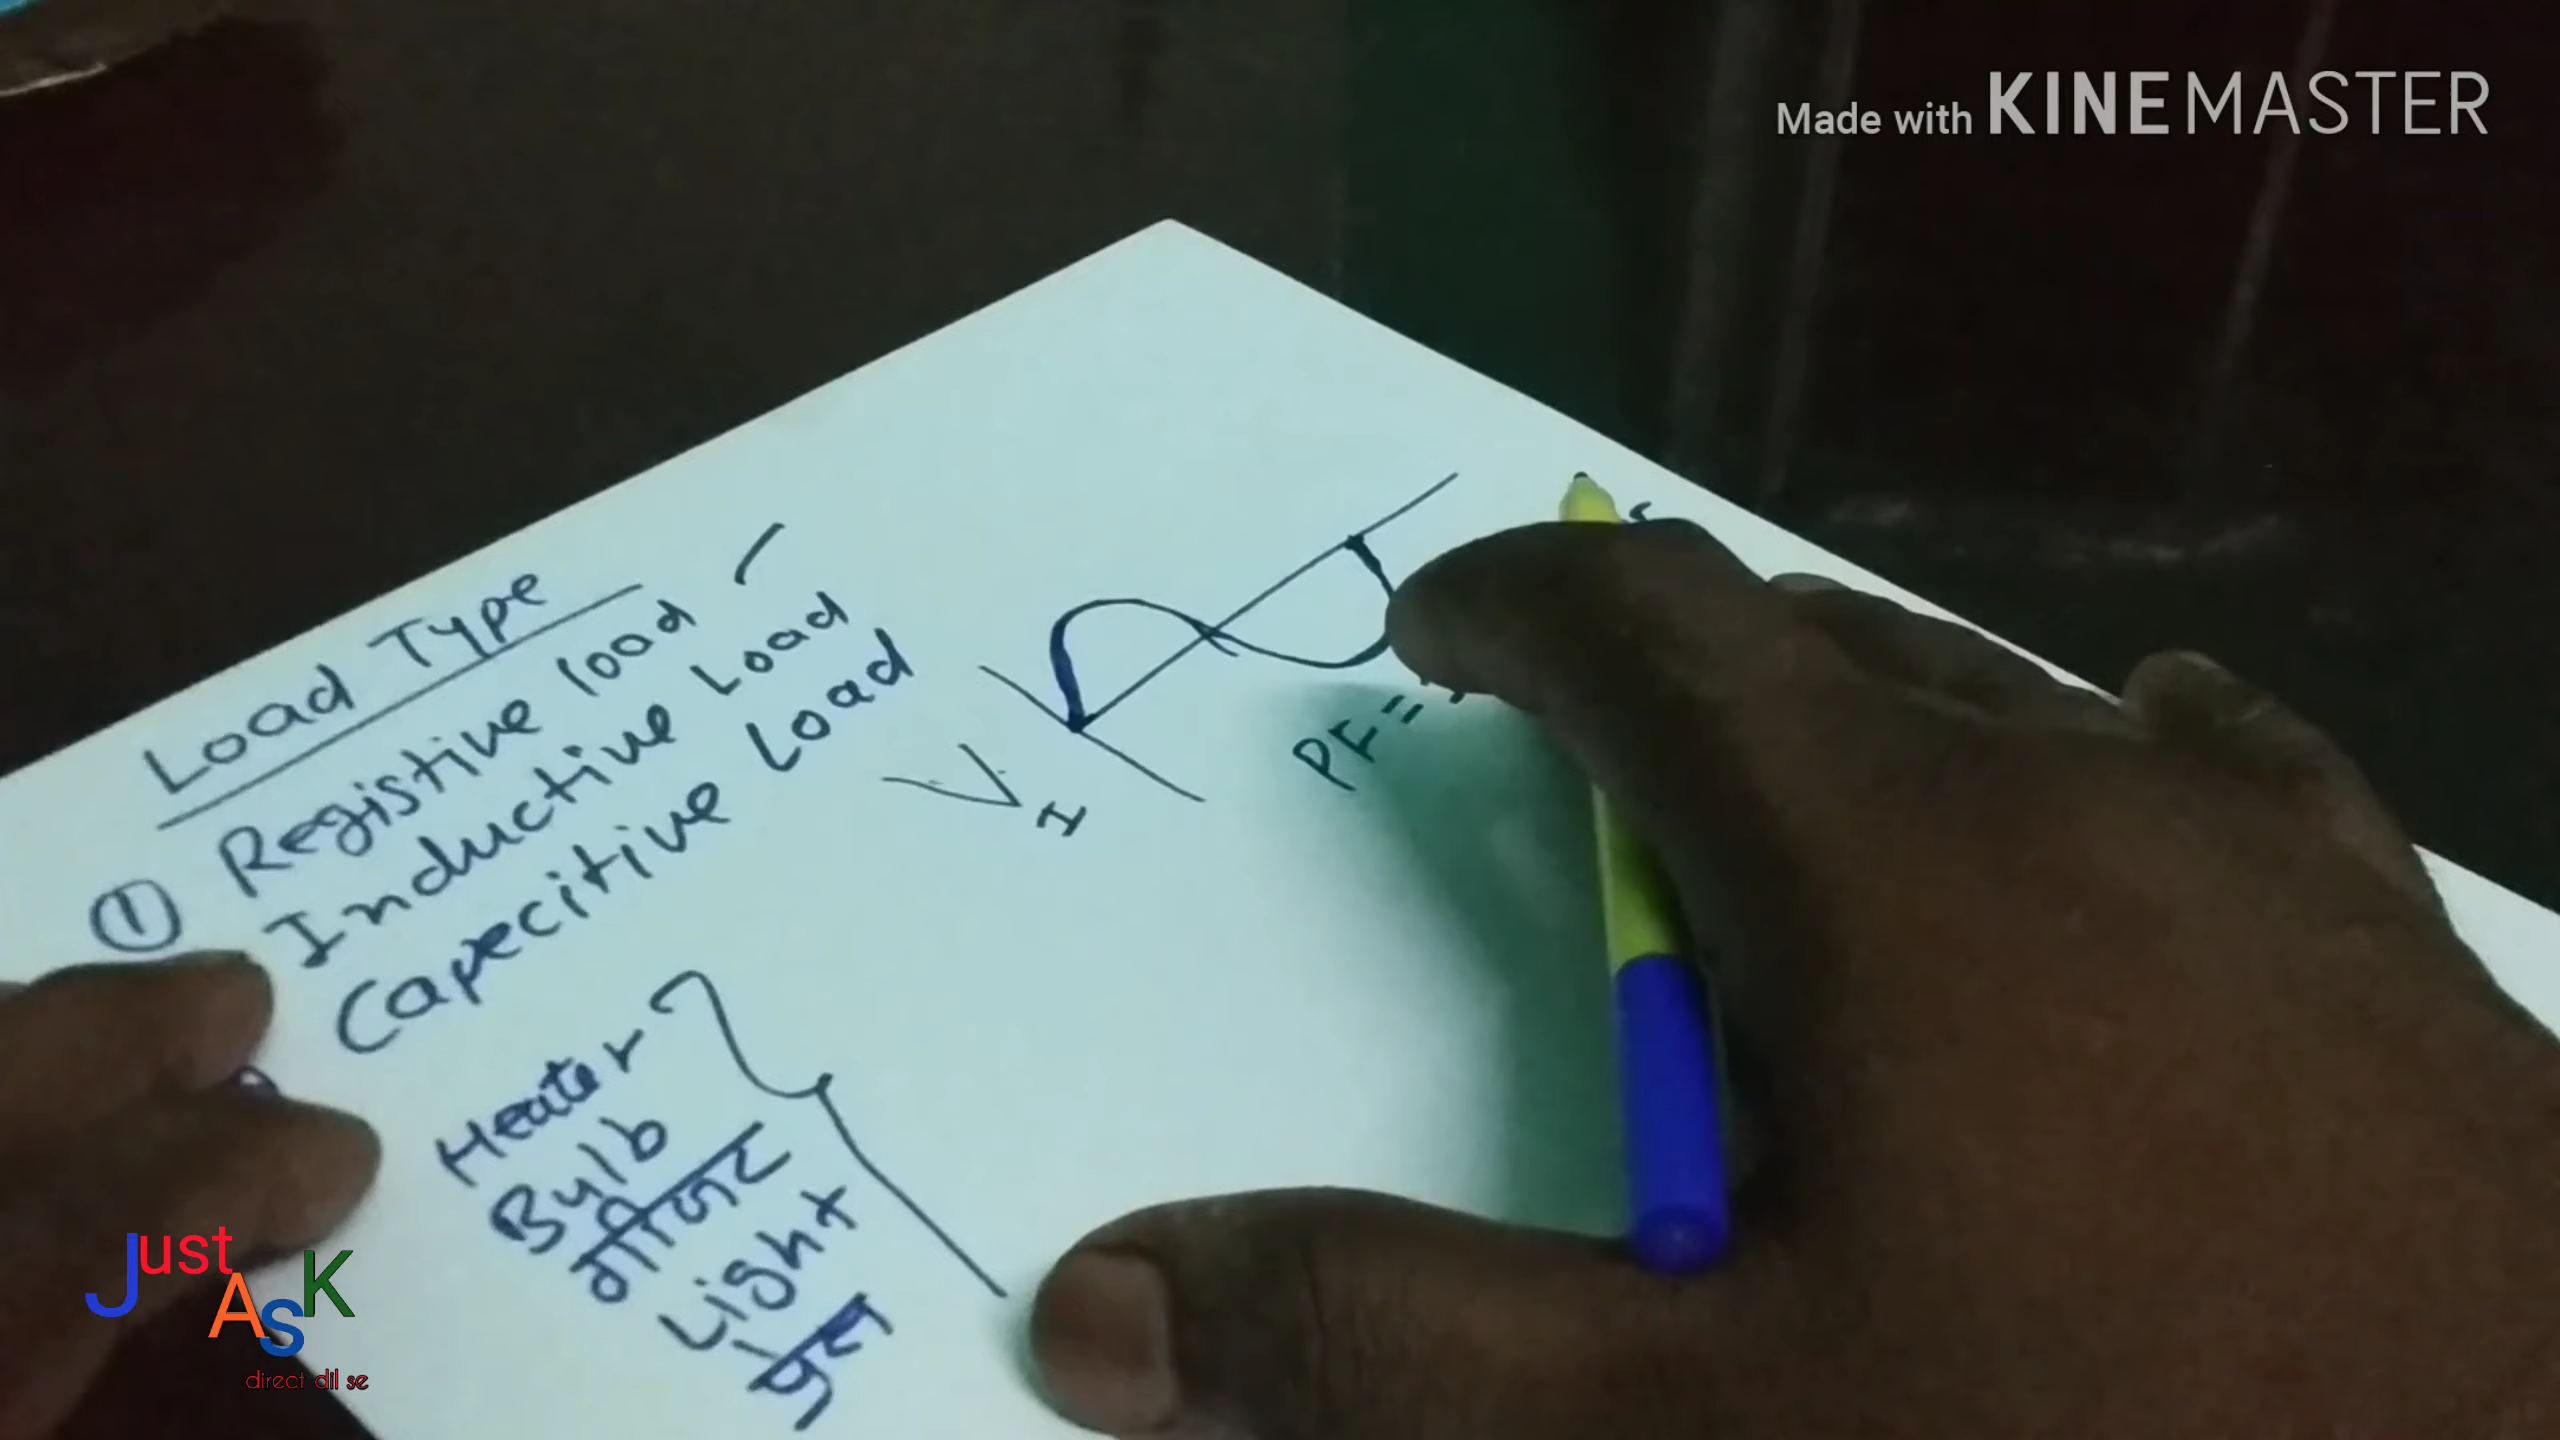 Made with KINEMASTER
Load Type
① Registive load
Inductive Load
Capecitive Load
V
I
PF =
Heater
Bulb
गीजर
Light
प्रेस
Just
AsK
direct dil se